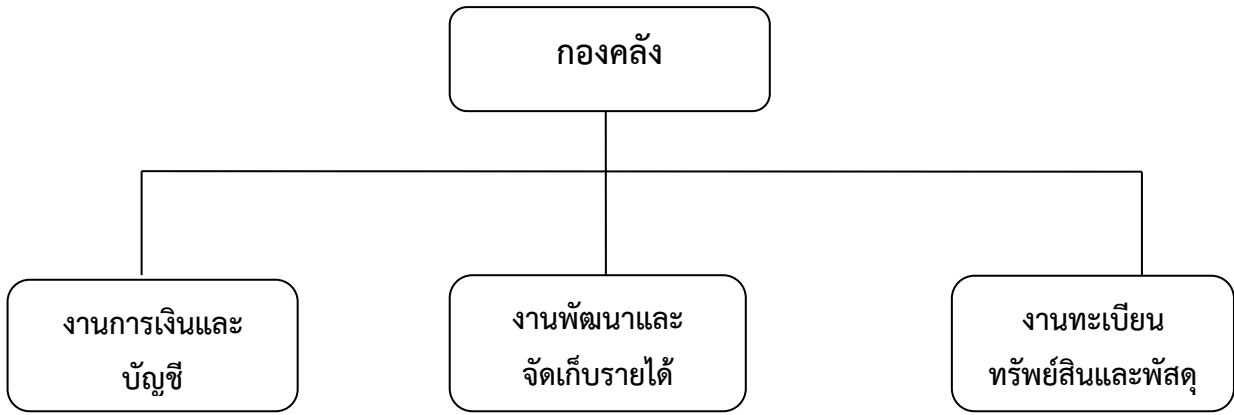 กองคลัง
งานการเงินและ
บัญชี
งานพัฒนาและ
จัดเก็บรายได้
งานทะเบียน
ทรัพย์สินและพัสดุ